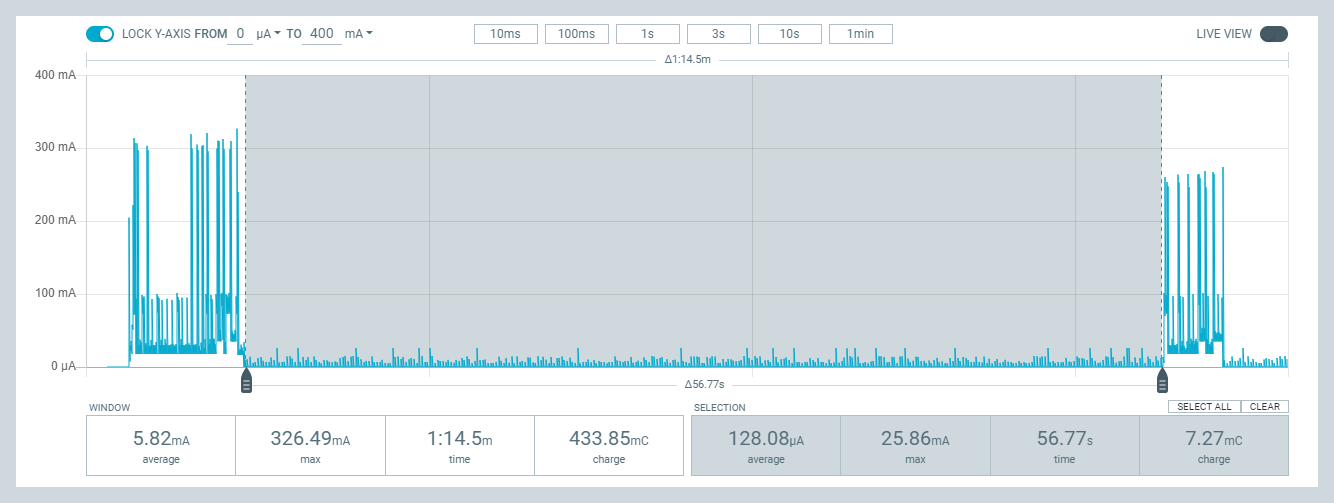 LOCK Y-AXIS FROM 0 µA TO 400 mA 10ms 100ms 1s 3s 10s 1min LIVE VIEW
Δ1:14.5m
400 mA
300 mA
200 mA
100 mA
0 µA
Δ56.77s
WINDOW SELECTION SELECT ALL CLEAR
5.82mA 326.49mA 1:14.5m 433.85mC 128.08µA 25.86mA 56.77s 7.27mC
average max time charge average max time charge